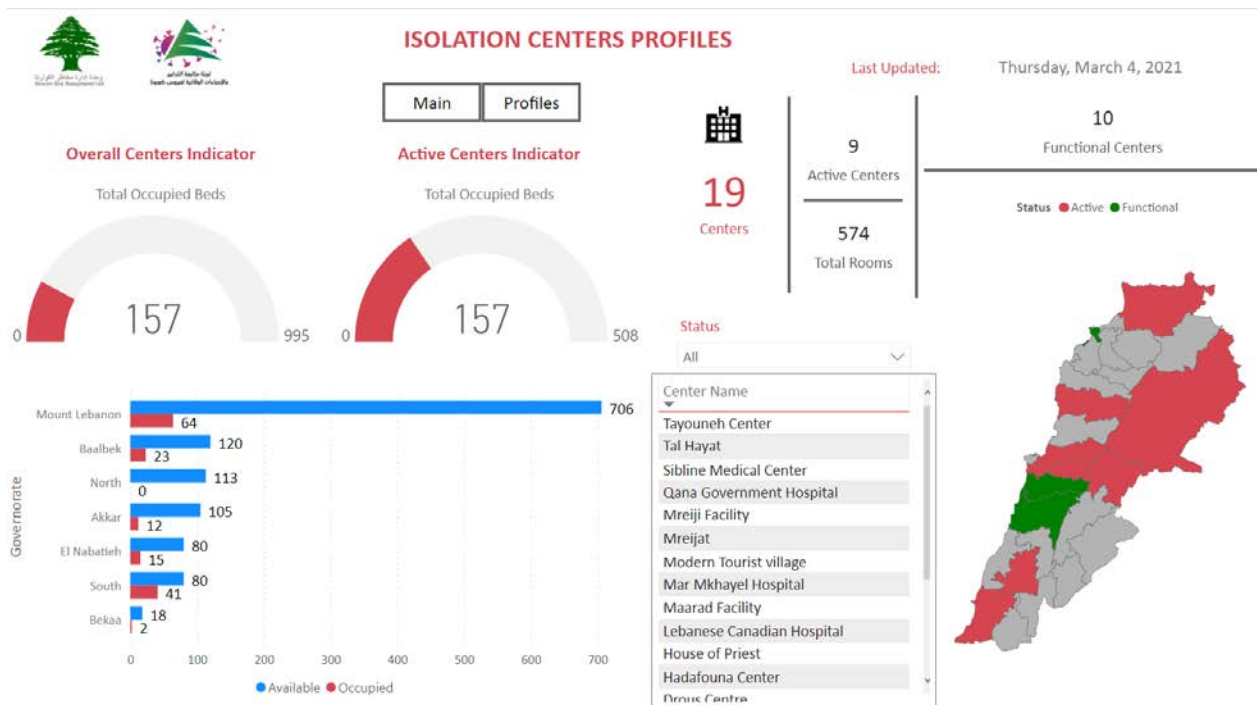 ISOLATION CENTERS PROFILES
Last Updated:
Thursday, March 4, 2021
Main
Profiles
10
Functional Centers
9
Active Centers
19
Centers
574
Total Rooms
Status Active Functional
Overall Centers Indicator
Total Occupied Beds
157
0
995
Active Centers Indicator
Total Occupied Beds
157
0
508
Status
All
Center Name
Tayouneh Center
Tal Hayat
Sibline Medical Center
Qana Government Hospital
Mreiji Facility
Mreijat
Modern Tourist village
Mar Mkhayel Hospital
Maarad Facility
Lebanese Canadian Hospital
House of Priest
Hadafouna Center
Drous Centre
Governorate
Mount Lebanon
706
64
Baalbek
120
23
North
113
0
Akkar
105
12
El Nabatieh
80
15
South
80
41
Bekaa
18
2
0 100 200 300 400 500 600 700
Available Occupied